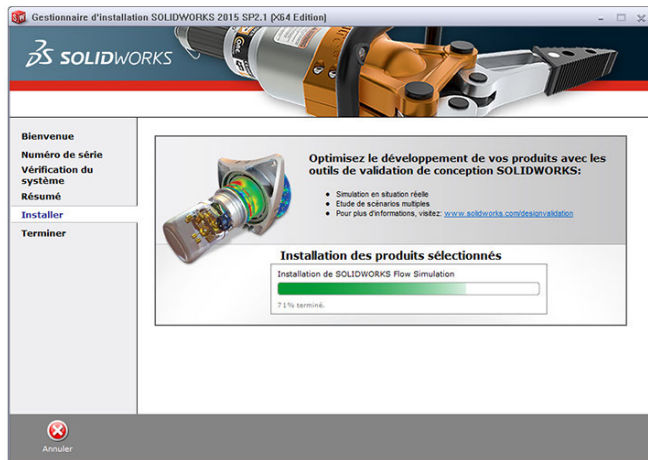 Gestionnaire d'installation SOLIDWORKS 2015 SP2.1 (X64 Edition)
3S SOLIDWORKS
Bienvenue
Numéro de série
Vérification du
système
Résumé
Installer
Terminer
Optimisez le développement de vos produits avec les
outils de validation de conception SOLIDWORKS:
Simulation en situation réelle
Etude de scénarios multiples
Pour plus d'informations, visitez: www.solidworks.com/designvalidation
Installation des produits sélectionnés
Installation de SOLIDWORKS Flow Simulation
71% terminé.
Annuler